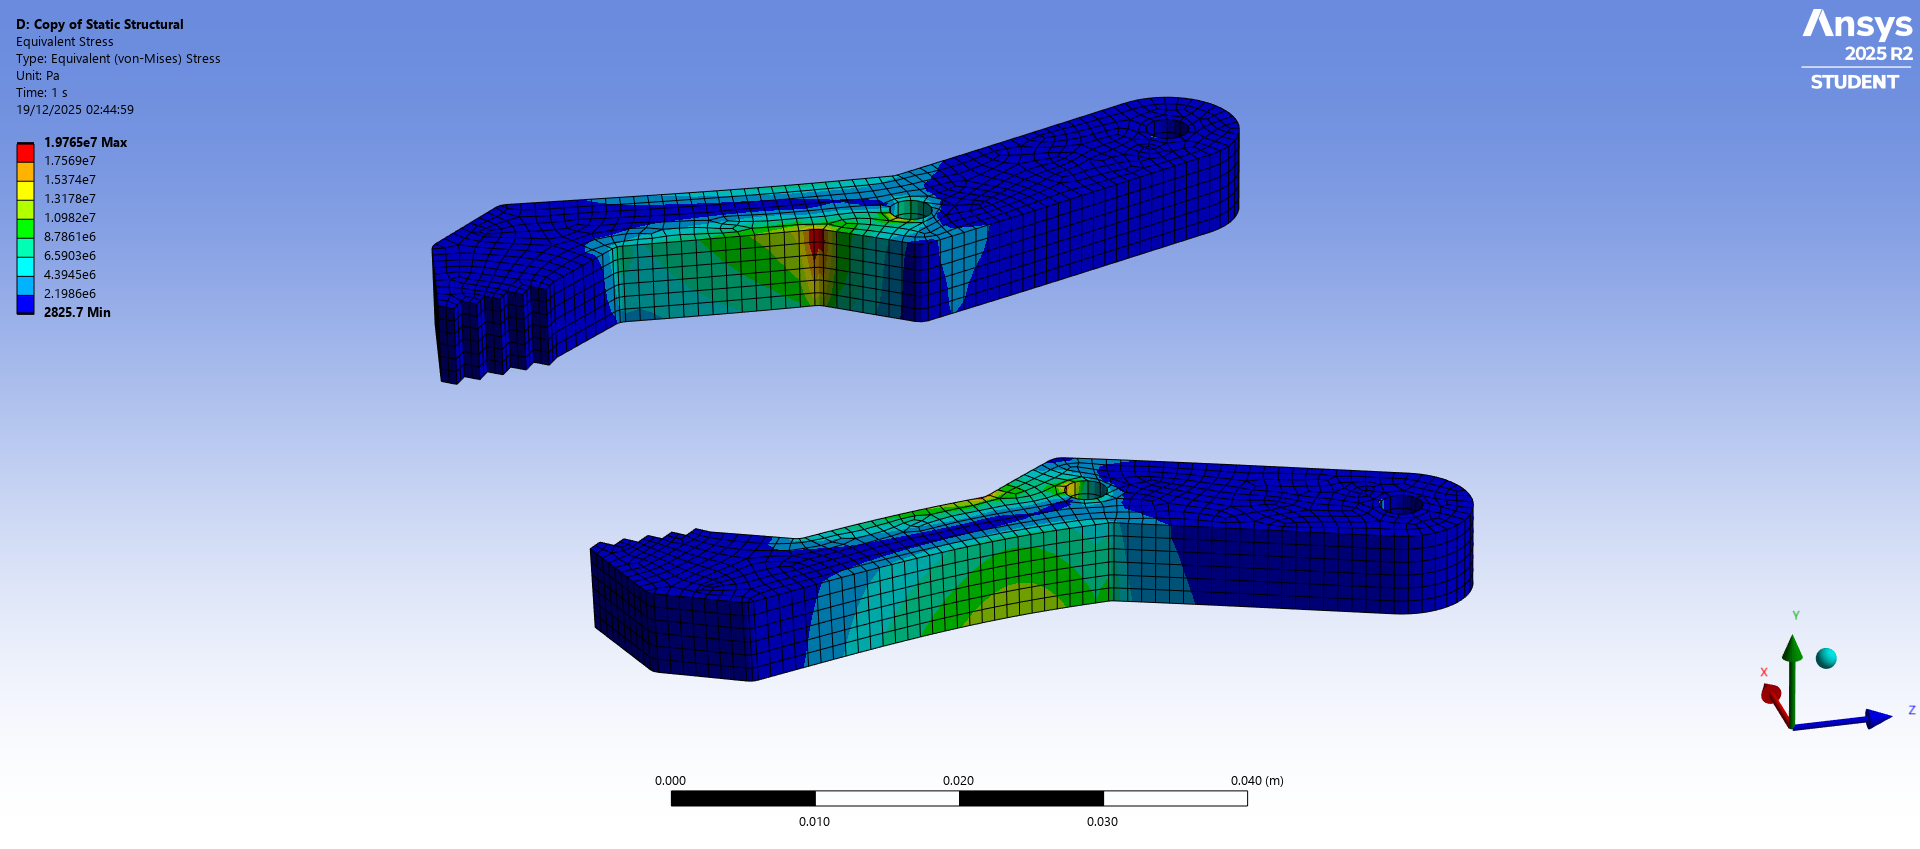 D: Copy of Static Structural
Equivalent Stress
Type: Equivalent (von-Mises) Stress
Unit: Pa
Time: 1 s
19/12/2025 02:44:59
1.9765e7 Max
1.7569e7
1.5374e7
1.3178e7
1.0982e7
8.7861e6
6.5903e6
4.3945e6
2.1986e6
2825.7 Min
Ansys
2025 R2
STUDENT
Y
X
Z
0.000 0.020 0.040 (m)
0.010 0.030